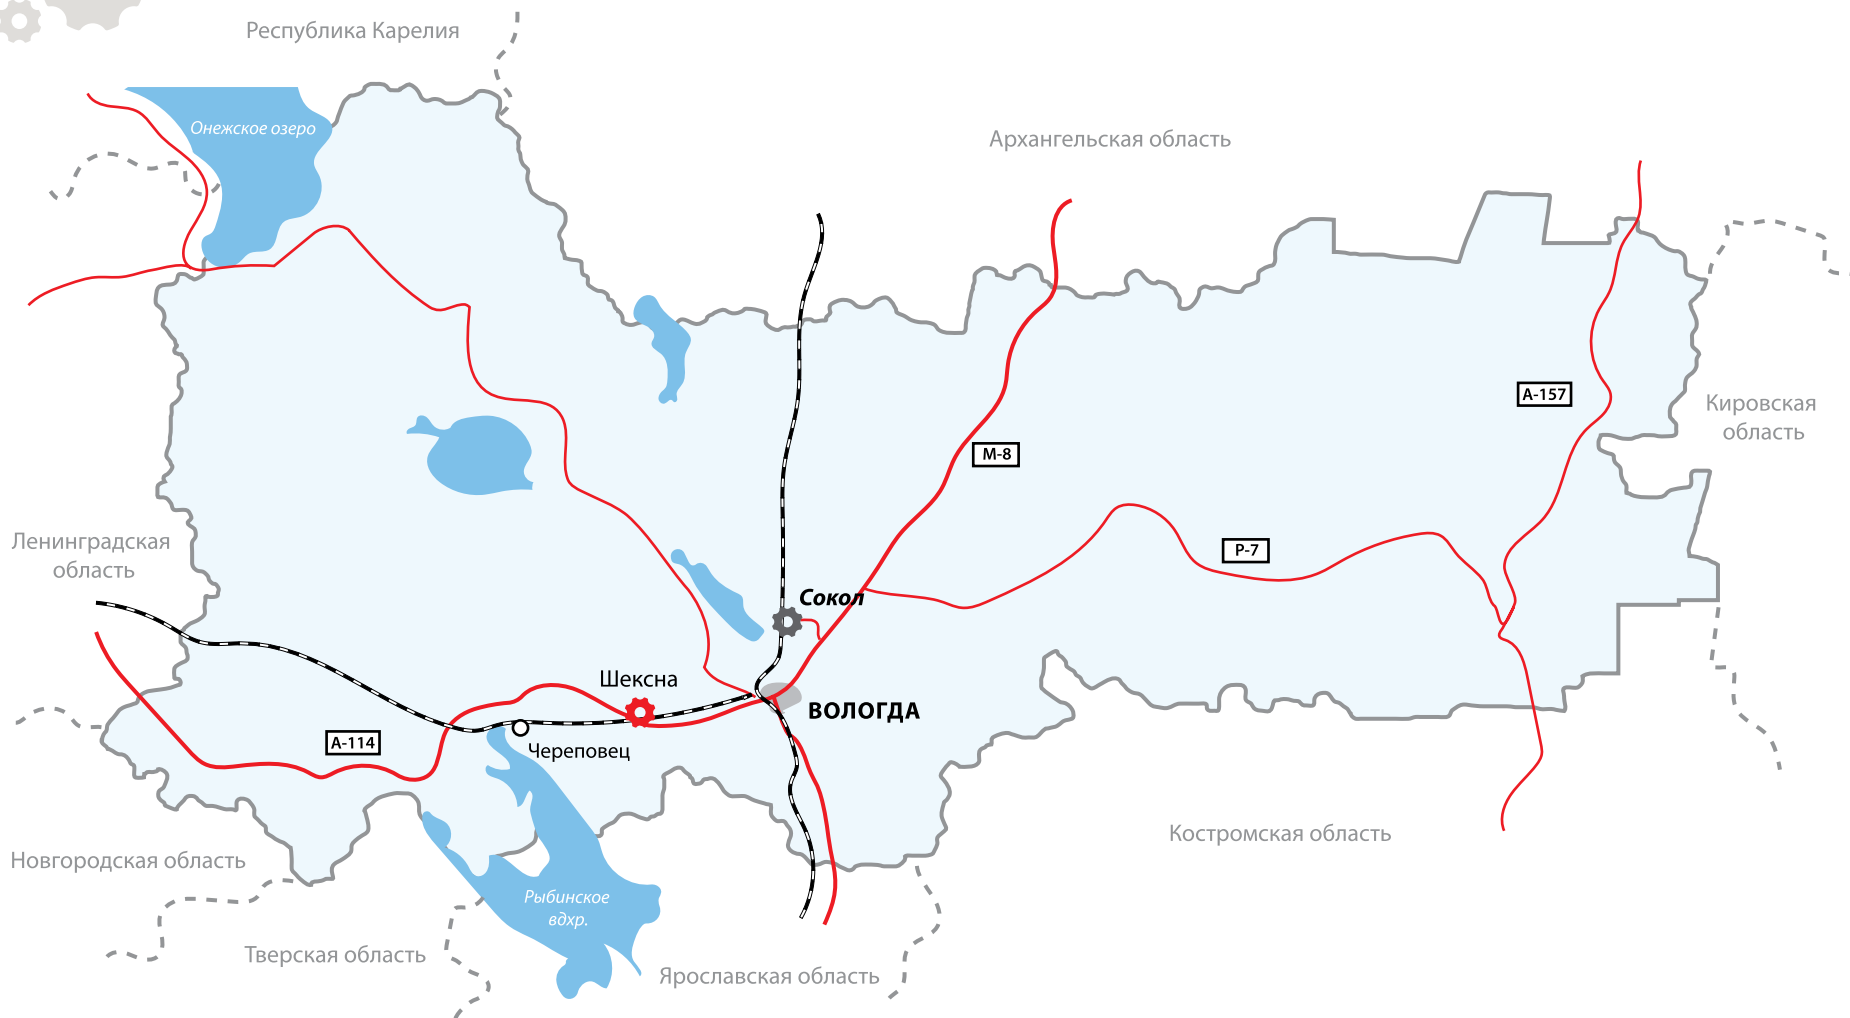 Республика Карелия
Онежское озеро
Архангельская область
А-157
Кировская
область
М-8
Ленинградская
область
Р-7
Сокол
Шексна
ВОЛОГДА
А-114
Череповец
Костромская область
Новгородская область
Рыбинское
вдхр.
Тверская область
Ярославская область